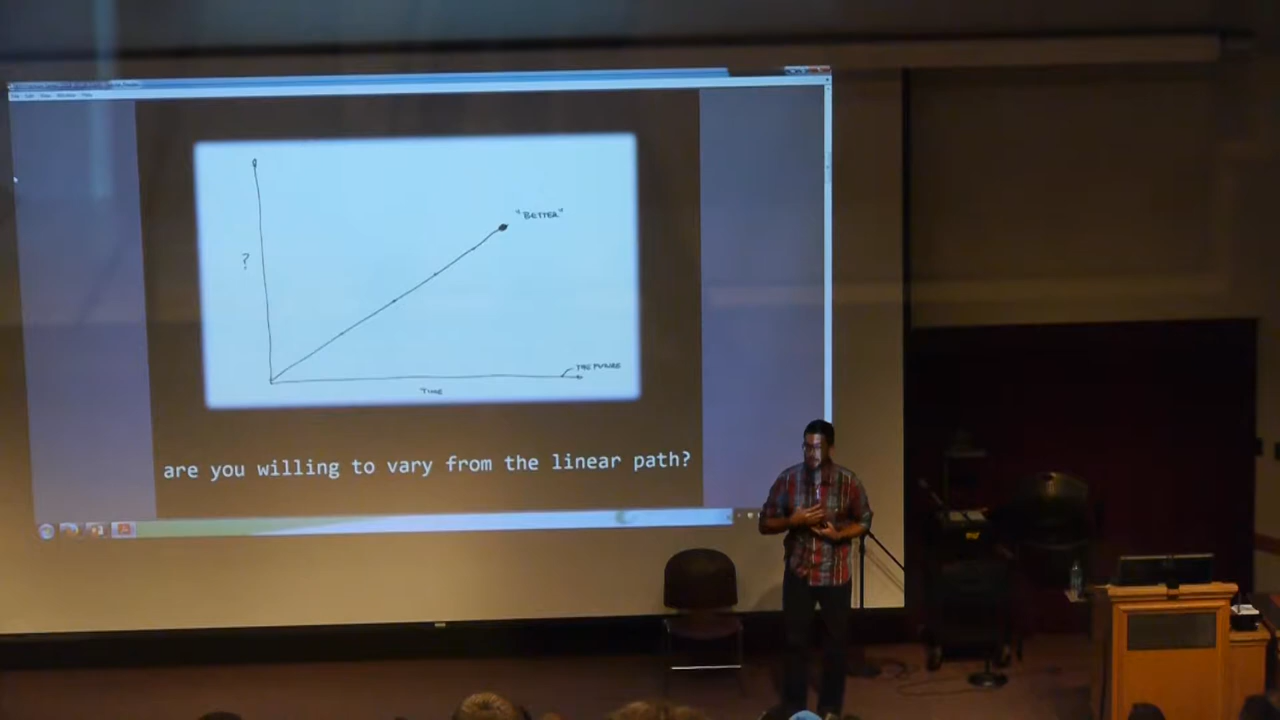 "BETTER"
?
THE FUTURE
TIME
are you willing to vary from the linear path?